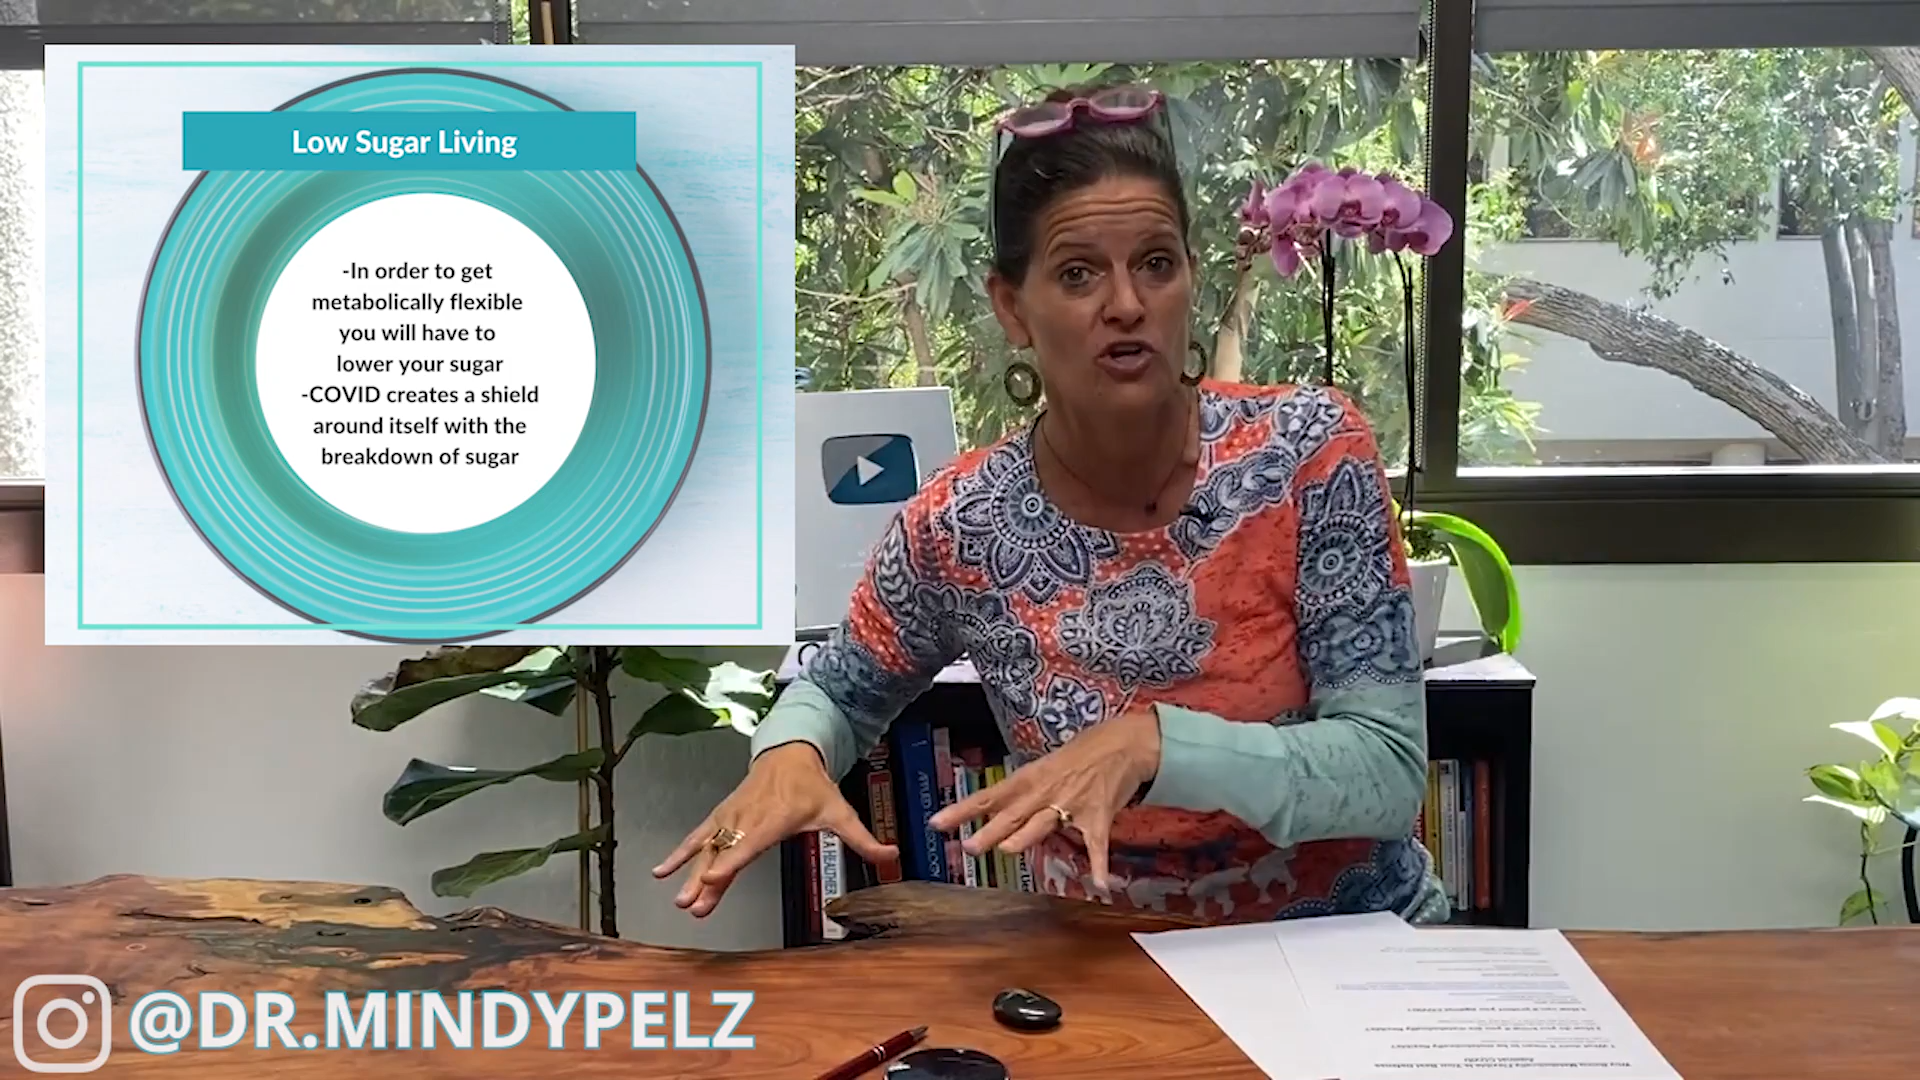 Low Sugar Living
-In order to get
metabolically flexible
you will have to
lower your sugar
-COVID creates a shield
around itself with the
breakdown of sugar
A HEALTHIER
@DR.MINDYPELZ